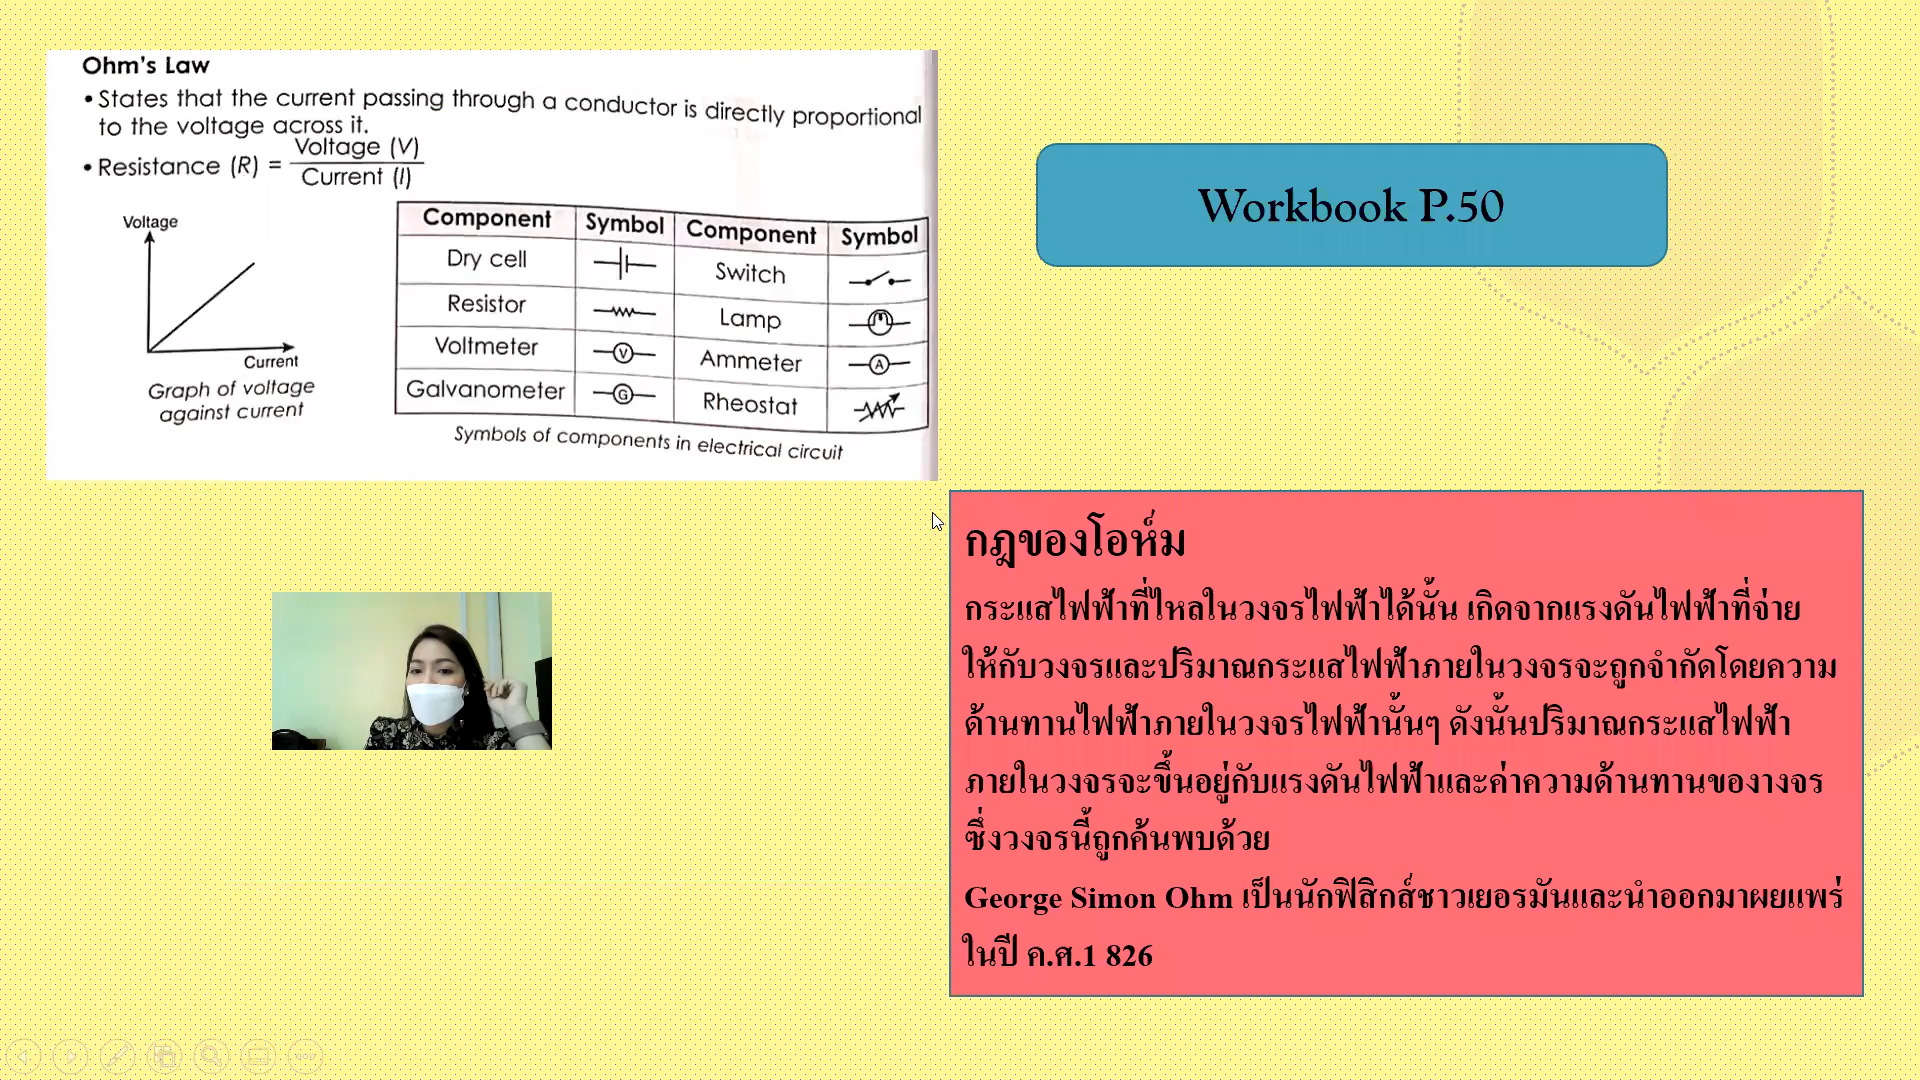 Ohm's Law
• States that the current passing through a conductor is directly proportional
to the voltage across it.
• Resistance (R) = Voltage (V)
Current (I)
Voltage
Current
Graph of voltage
against current
Component Symbol Component Symbol
Dry cell Switch
Resistor Lamp
Voltmeter V Ammeter A
Galvanometer G Rheostat
Symbols of components in electrical circuit
Workbook P.50
กฎของโอห์ม
กระแสไฟฟ้าที่ไหลในวงจรไฟฟ้าได้นั้น เกิดจากแรงดันไฟฟ้าที่จ่าย
ให้กับวงจรและปริมาณกระแสไฟฟ้าภายในวงจรจะถูกจำกัดโดยความ
ด้านทานไฟฟ้าภายในวงจรไฟฟ้านั้นๆ ดังนั้นปริมาณกระแสไฟฟ้า
ภายในวงจรจะขึ้นอยู่กับแรงดันไฟฟ้าและค่าความด้านทานของางจร
ซึ่งวงจรนี้ถูกค้นพบด้วย
George Simon Ohm เป็นนักฟิสิกส์ชาวเยอรมันและนำออกมาผยแพร่
ในปี ค.ศ.1 826